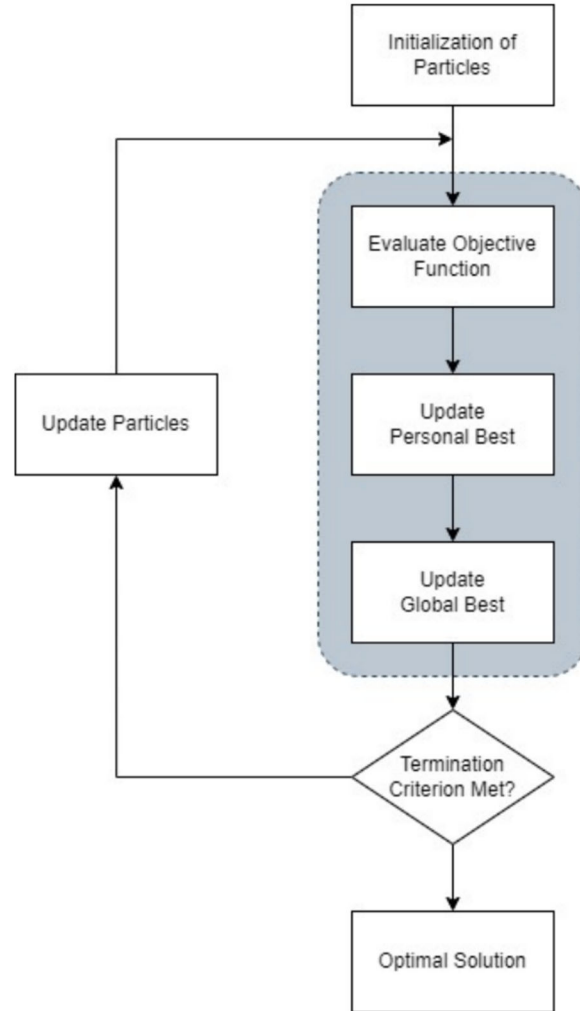 Initialization of
Particles
Evaluate Objective
Function
Update Particles
Update
Personal Best
Update
Global Best
Termination
Criterion Met?
Optimal Solution